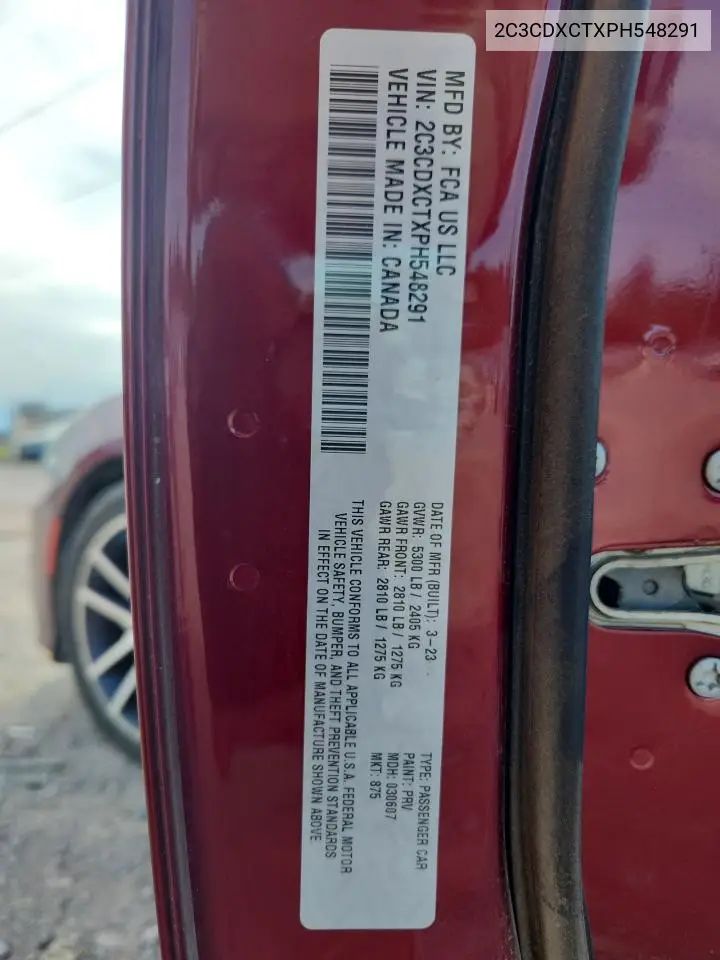 2C3CDXCTXPH548291
MFD BY: FCA US LLC
VIN: 2C3CDXCTXPH548291
VEHICLE MADE IN: CANADA
DATE OF MFR (BUILT): 3-23
GVWR: 5300 LB / 2405 KG
GAWR FRONT: 2810 LB / 1275 KG
GAWR REAR: 2810 LB / 1275 KG
TYPE: PASSENGER CAR
PAINT: PRV
MDH: 030607
MKT: 875
THIS VEHICLE CONFORMS TO ALL APPLICABLE U.S.A. FEDERAL MOTOR
VEHICLE SAFETY, BUMPER, AND THEFT PREVENTION STANDARDS
IN EFFECT ON THE DATE OF MANUFACTURE SHOWN ABOVE